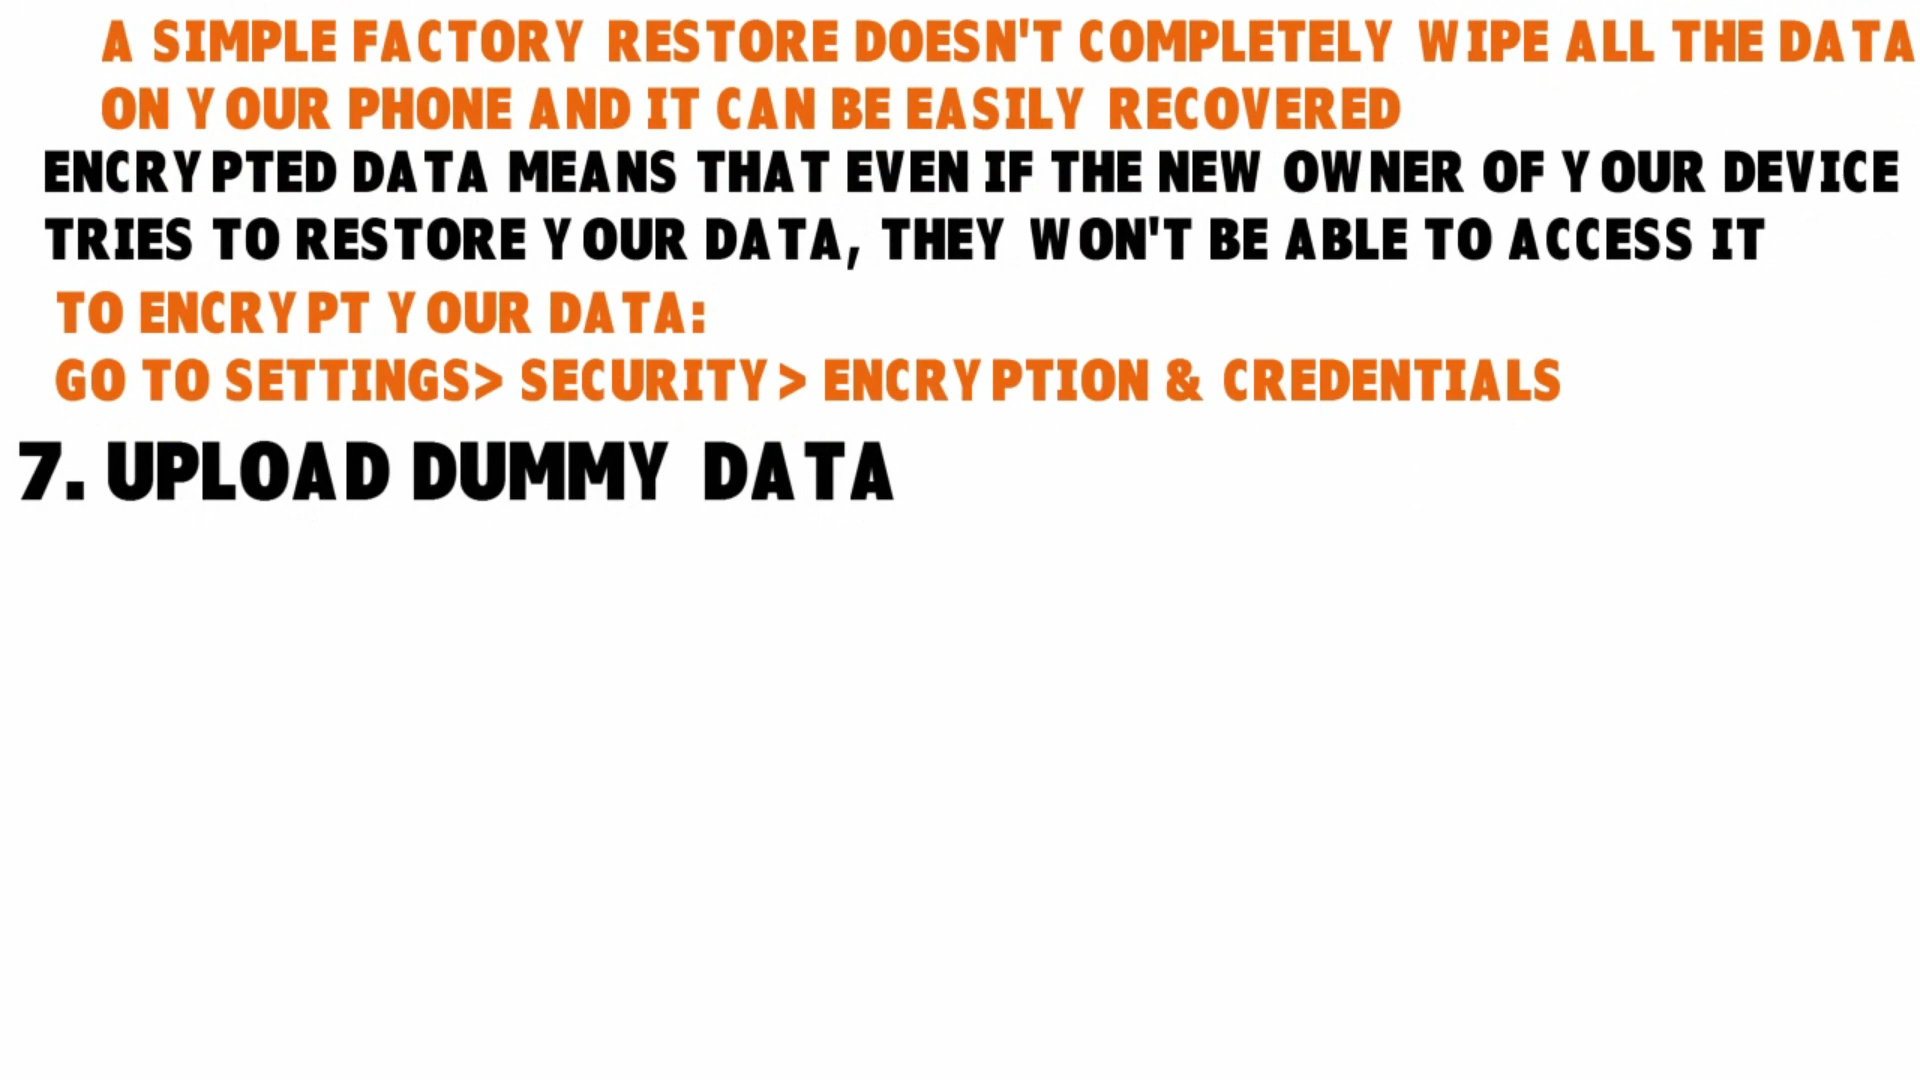 A SIMPLE FACTORY RESTORE DOESN'T COMPLETELY WIPE ALL THE DATA
ON YOUR PHONE AND IT CAN BE EASILY RECOVERED
ENCRYPTED DATA MEANS THAT EVEN IF THE NEW OWNER OF YOUR DEVICE
TRIES TO RESTORE YOUR DATA, THEY WON'T BE ABLE TO ACCESS IT
TO ENCRYPT YOUR DATA:
GO TO SETTINGS> SECURITY> ENCRYPTION & CREDENTIALS
7. UPLOAD DUMMY DATA